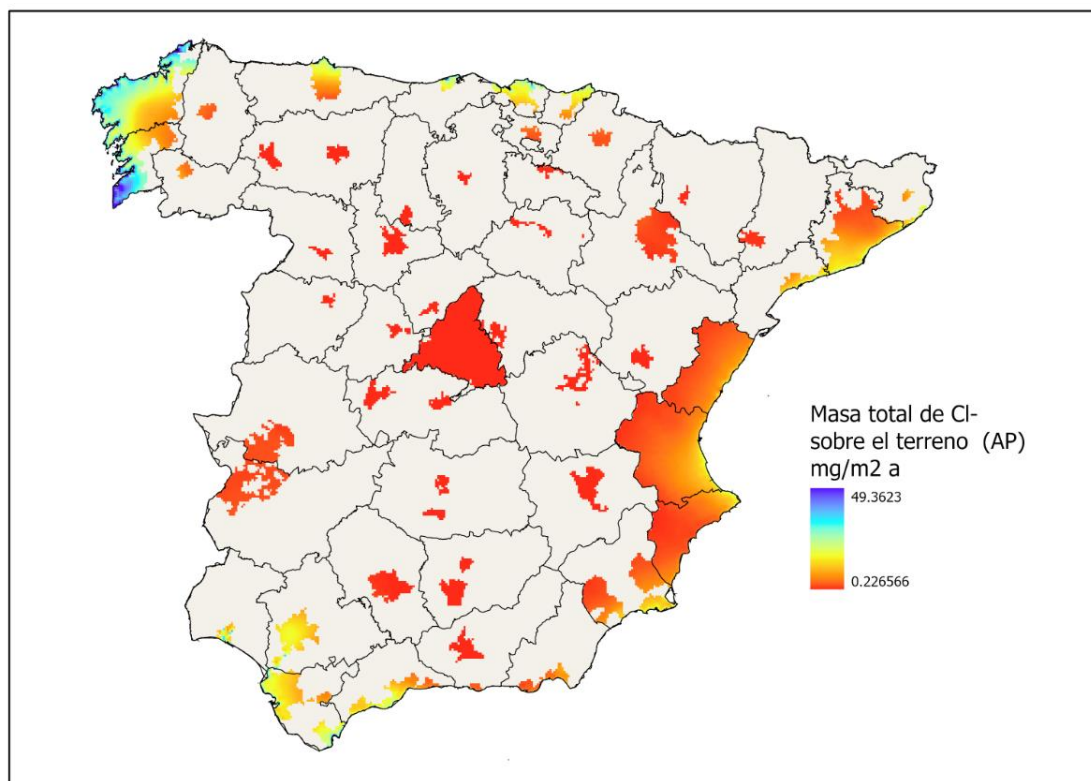 Masa total de Cl-
sobre el terreno (AP)
mg/m2 a
49.3623
0.226566